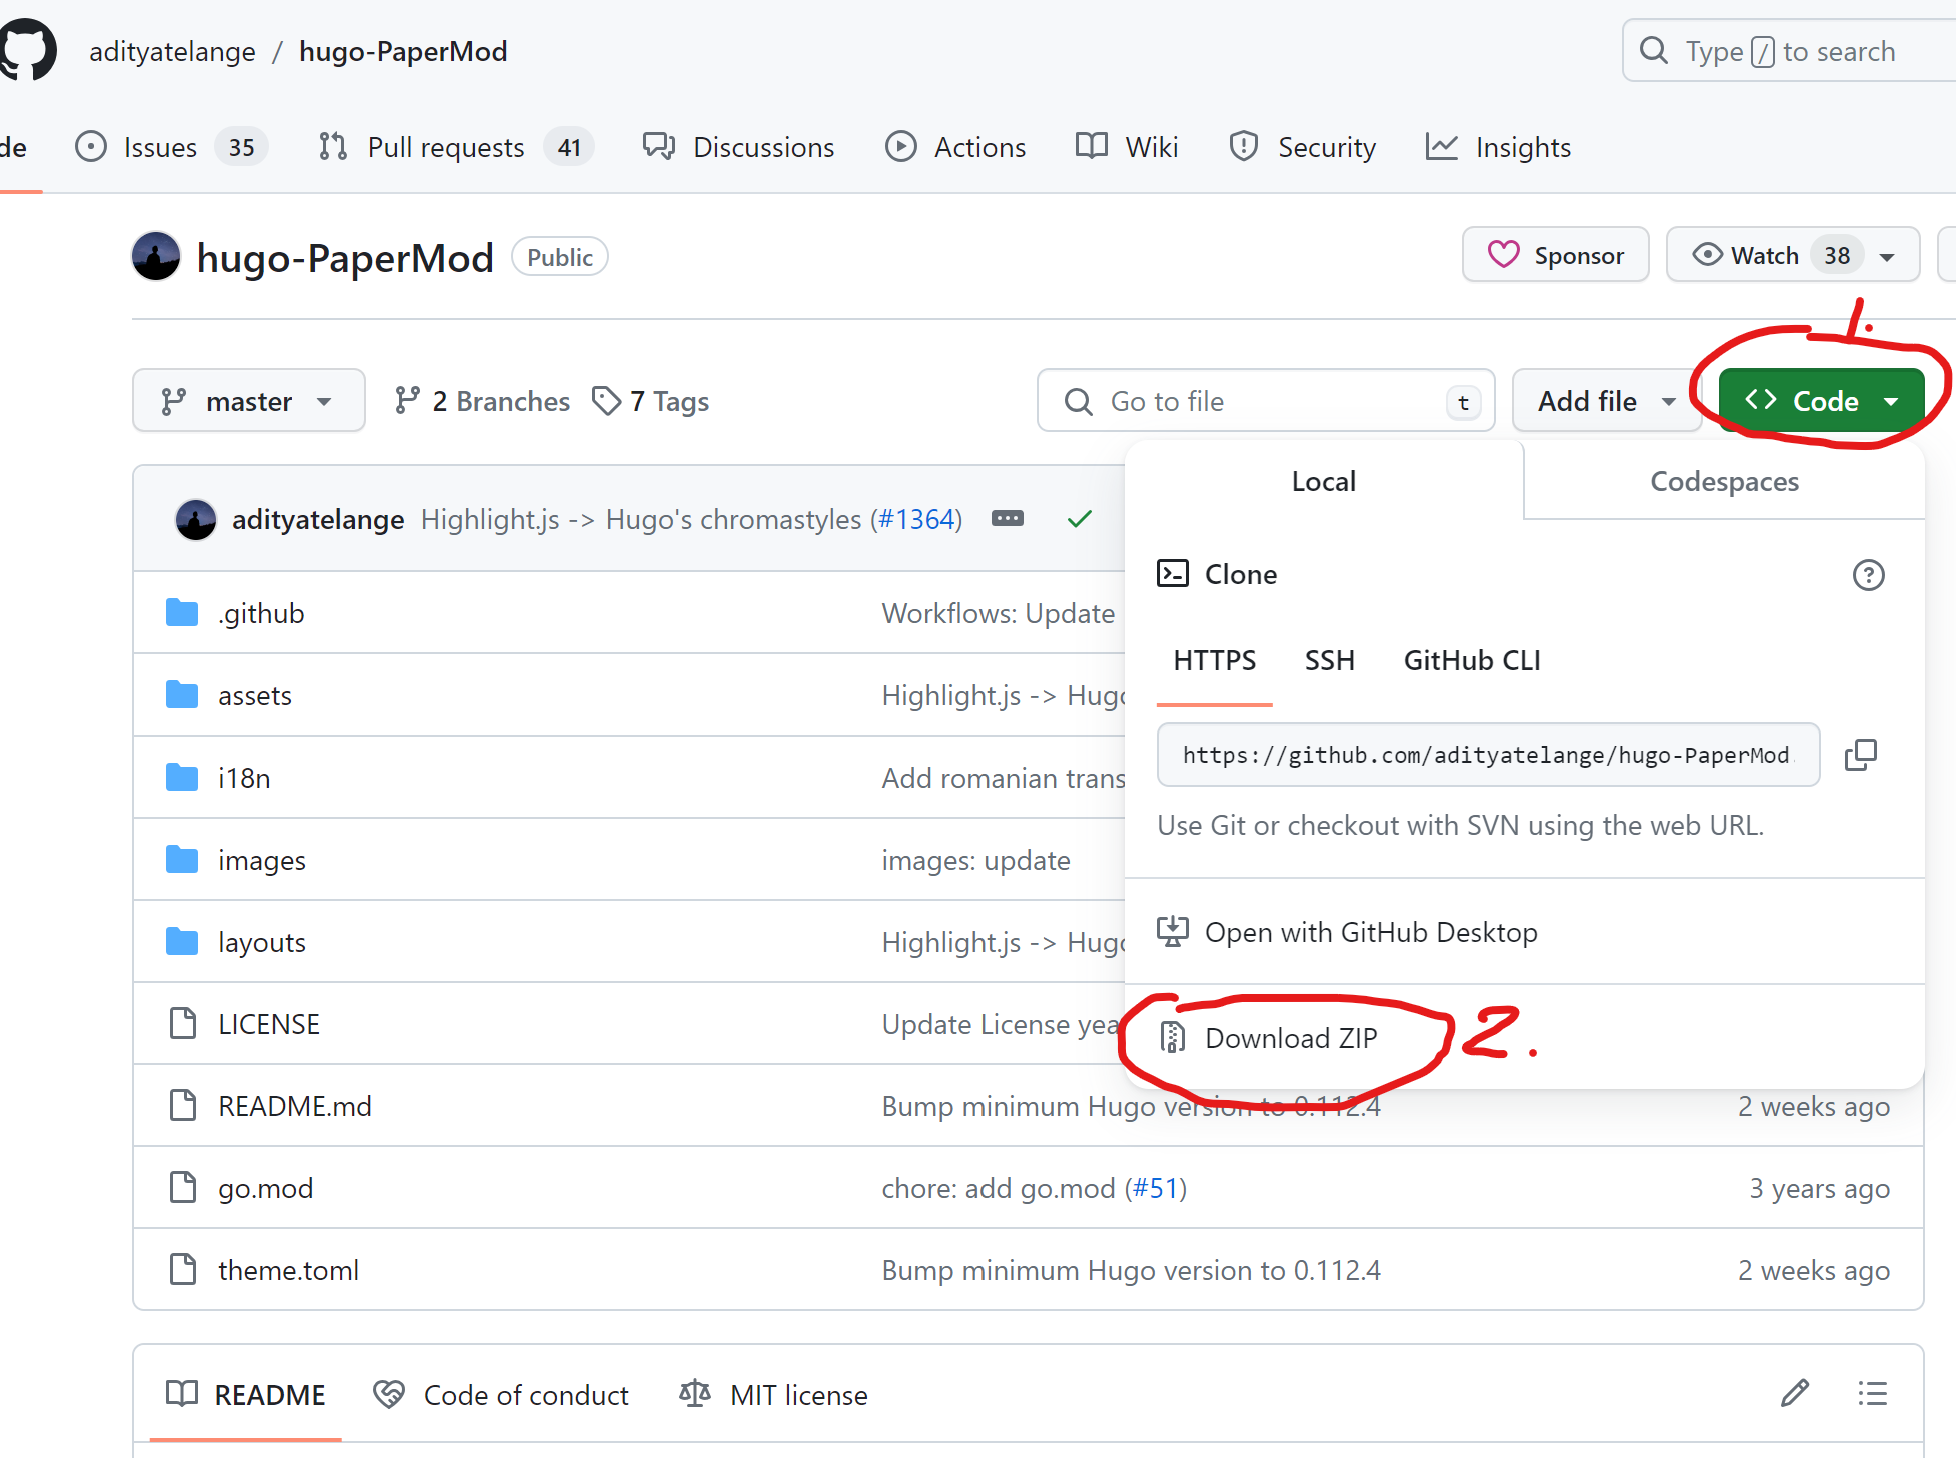 adityatelange / hugo-PaperMod
Type / to search
de Issues 35 Pull requests 41 Discussions Actions Wiki Security Insights
hugo-PaperMod Public
Sponsor Watch 38
1.
master 2 Branches 7 Tags
Go to file t
Add file
Code
adityatelange Highlight.js -> Hugo's chromastyles (#1364)
Local Codespaces
Clone
HTTPS SSH GitHub CLI
https://github.com/adityatelange/hugo-PaperMod.
Use Git or checkout with SVN using the web URL.
Open with GitHub Desktop
Download ZIP 2.
.github Workflows: Update
assets Highlight.js -> Hugo
i18n Add romanian trans
images images: update
layouts Highlight.js -> Hugo
LICENSE Update License yea
README.md Bump minimum Hugo version to 0.112.4 2 weeks ago
go.mod chore: add go.mod (#51) 3 years ago
theme.toml Bump minimum Hugo version to 0.112.4 2 weeks ago
README Code of conduct MIT license